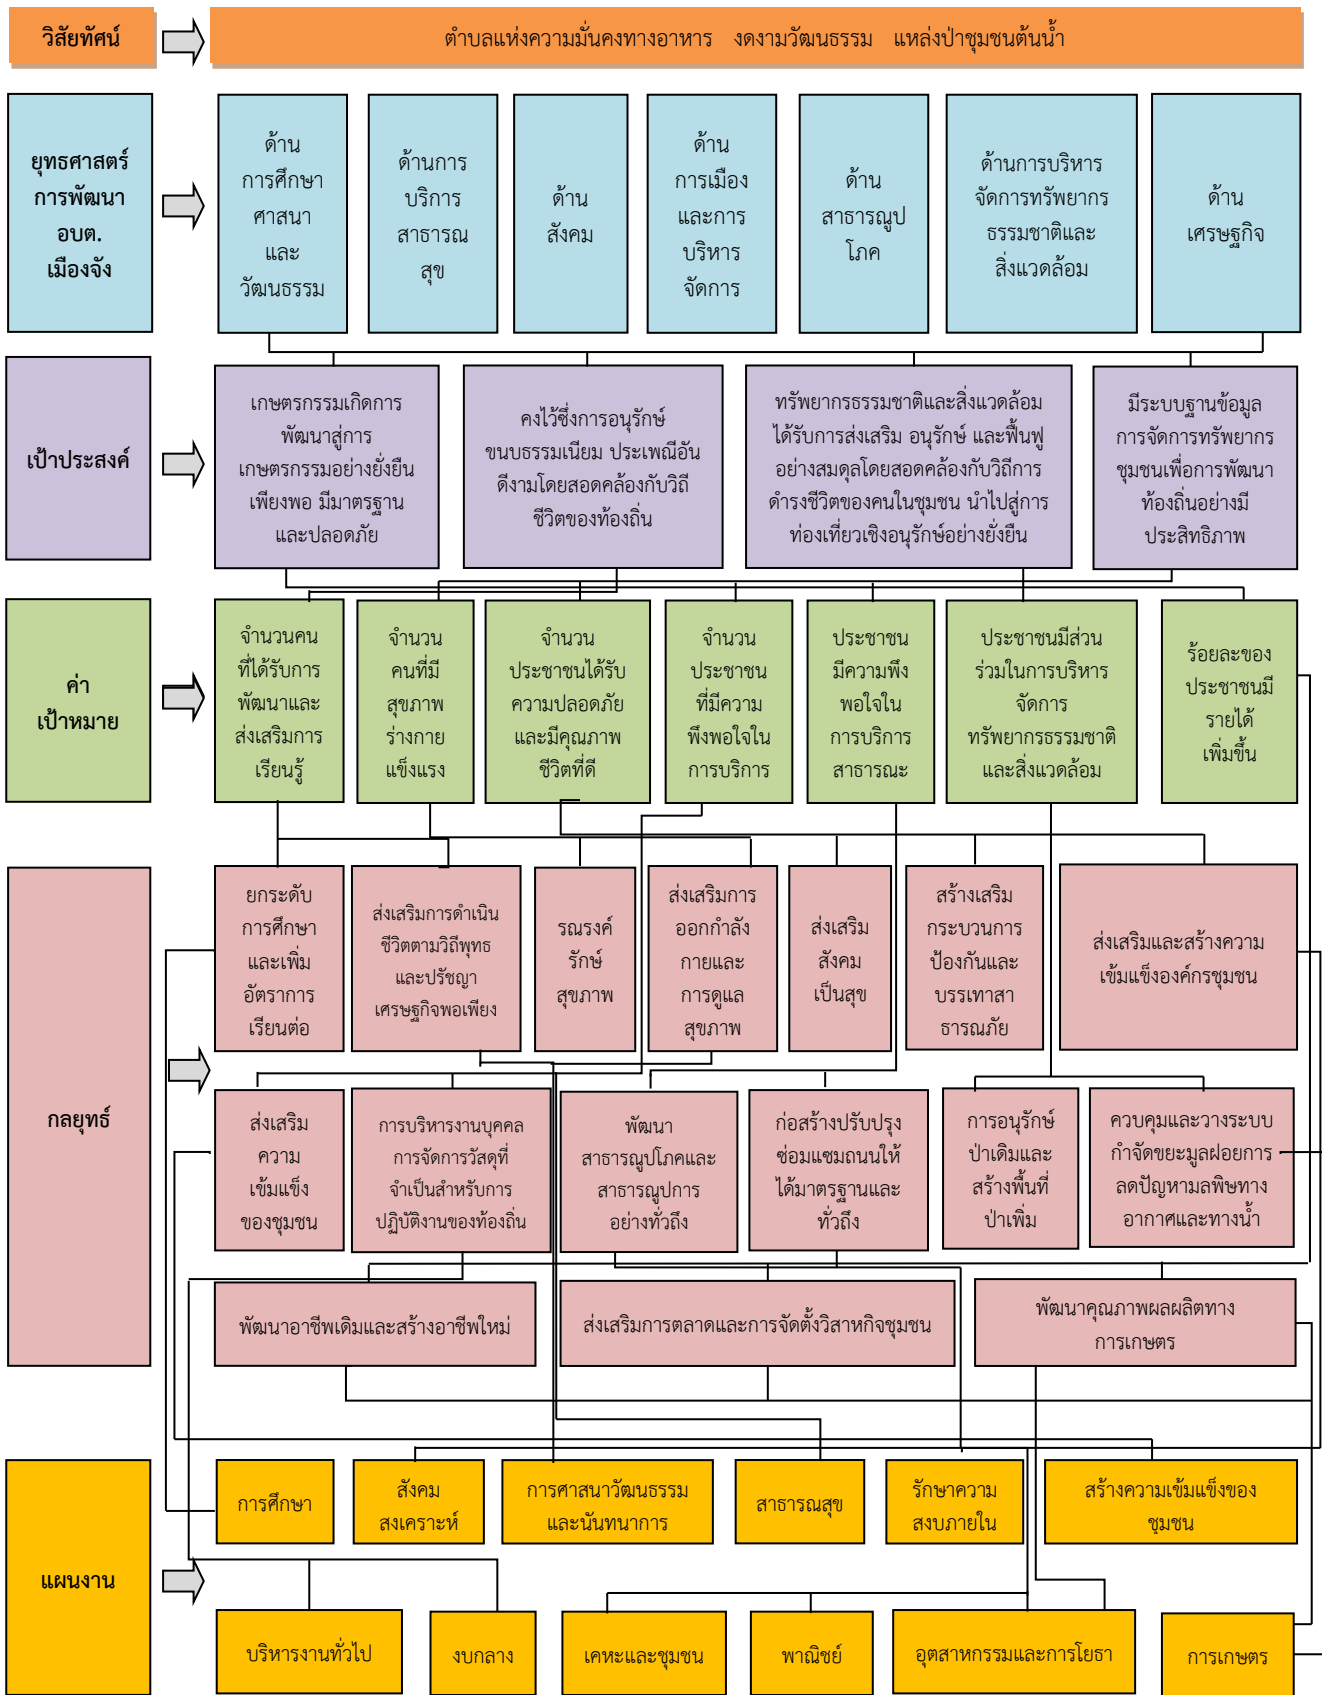 วิสัยทัศน์
ตำบลแห่งความมั่นคงทางอาหาร งดงามวัฒนธรรม แหล่งป่าชุมชนต้นน้ำ
ยุทธศาสตร์
การพัฒนา
อบต.
เมืองจัง
ด้าน
การศึกษา
ศาสนา
และ
วัฒนธรรม
ด้านการ
บริการ
สาธารณ
สุข
ด้าน
สังคม
ด้าน
การเมือง
และการ
บริหาร
จัดการ
ด้าน
สาธารณูป
โภค
ด้านการบริหาร
จัดการทรัพยากร
ธรรมชาติและ
สิ่งแวดล้อม
ด้าน
เศรษฐกิจ
เป้าประสงค์
เกษตรกรรมเกิดการ
พัฒนาสู่การ
เกษตรกรรมอย่างยั่งยืน
เพียงพอ มีมาตรฐาน
และปลอดภัย
คงไว้ซึ่งการอนุรักษ์
ขนบธรรมเนียม ประเพณีอัน
ดีงามโดยสอดคล้องกับวิถี
ชีวิตของท้องถิ่น
ทรัพยากรธรรมชาติและสิ่งแวดล้อม
ได้รับการส่งเสริม อนุรักษ์ และฟื้นฟู
อย่างสมดุลโดยสอดคล้องกับวิถีการ
ดำรงชีวิตของคนในชุมชน นำไปสู่การ
ท่องเที่ยวเชิงอนุรักษ์อย่างยั่งยืน
มีระบบฐานข้อมูล
การจัดการทรัพยากร
ชุมชนเพื่อการพัฒนา
ท้องถิ่นอย่างมี
ประสิทธิภาพ
ค่า
เป้าหมาย
จำนวนคน
ที่ได้รับการ
พัฒนาและ
ส่งเสริมการ
เรียนรู้
จำนวน
คนที่มี
สุขภาพ
ร่างกาย
แข็งแรง
จำนวน
ประชาชนได้รับ
ความปลอดภัย
และมีคุณภาพ
ชีวิตที่ดี
จำนวน
ประชาชน
ที่มีความ
พึงพอใจใน
การบริการ
ประชาชน
มีความพึง
พอใจใน
การบริการ
สาธารณะ
ประชาชนมีส่วน
ร่วมในการบริหาร
จัดการ
ทรัพยากรธรรมชาติ
และสิ่งแวดล้อม
ร้อยละของ
ประชาชนมี
รายได้
เพิ่มขึ้น
กลยุทธ์
ยกระดับ
การศึกษา
และเพิ่ม
อัตราการ
เรียนต่อ
ส่งเสริมการดำเนิน
ชีวิตตามวิถีพุทธ
และปรัชญา
เศรษฐกิจพอเพียง
รณรงค์
รักษ์
สุขภาพ
ส่งเสริมการ
ออกกำลัง
กายและ
การดูแล
สุขภาพ
ส่งเสริม
สังคม
เป็นสุข
สร้างเสริม
กระบวนการ
ป้องกันและ
บรรเทาสา
ธารณภัย
ส่งเสริมและสร้างความ
เข้มแข็งองค์กรชุมชน
ส่งเสริม
ความ
เข้มแข็ง
ของชุมชน
การบริหารงานบุคคล
การจัดการวัสดุที่
จำเป็นสำหรับการ
ปฏิบัติงานของท้องถิ่น
พัฒนา
สาธารณูปโภคและ
สาธารณูปการ
อย่างทั่วถึง
ก่อสร้างปรับปรุง
ซ่อมแซมถนนให้
ได้มาตรฐานและ
ทั่วถึง
การอนุรักษ์
ป่าเดิมและ
สร้างพื้นที่
ป่าเพิ่ม
ควบคุมและวางระบบ
กำจัดขยะมูลฝอยการ
ลดปัญหามลพิษทาง
อากาศและทางน้ำ
พัฒนาอาชีพเดิมและสร้างอาชีพใหม่
ส่งเสริมการตลาดและการจัดตั้งวิสาหกิจชุมชน
พัฒนาคุณภาพผลผลิตทาง
การเกษตร
แผนงาน
การศึกษา
สังคม
สงเคราะห์
การศาสนาวัฒนธรรม
และนันทนาการ
สาธารณสุข
รักษาความ
สงบภายใน
สร้างความเข้มแข็งของ
ชุมชน
บริหารงานทั่วไป
งบกลาง
เคหะและชุมชน
พาณิชย์
อุตสาหกรรมและการโยธา
การเกษตร